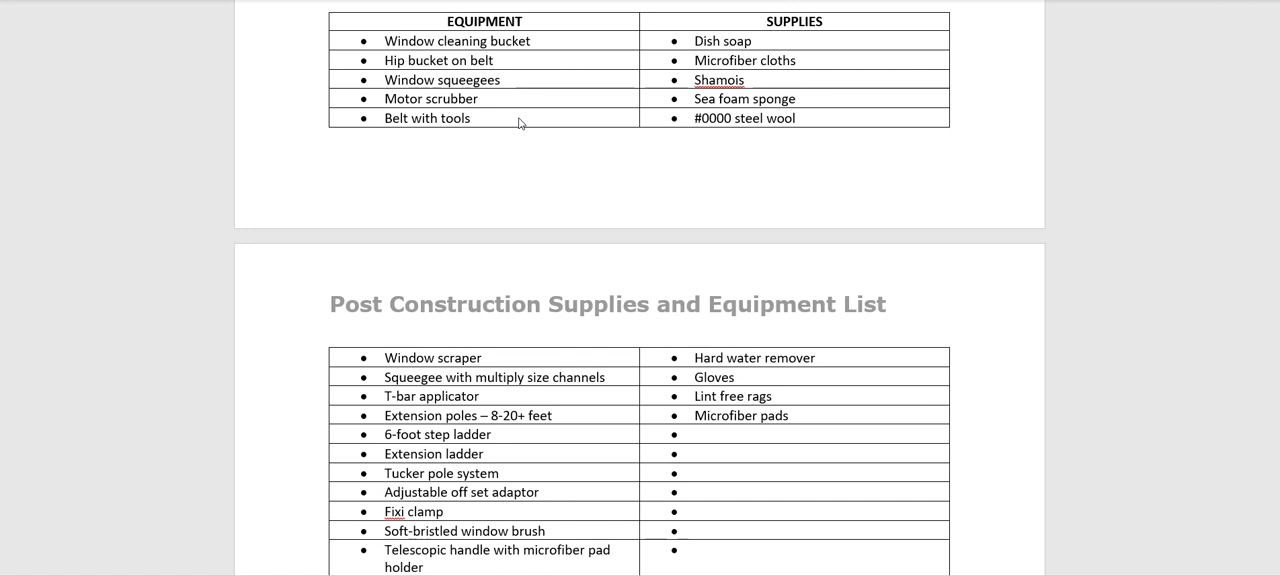 EQUIPMENT SUPPLIES
• Window cleaning bucket • Dish soap
• Hip bucket on belt • Microfiber cloths
• Window squeegees • Shamois
• Motor scrubber • Sea foam sponge
• Belt with tools • #0000 steel wool
Post Construction Supplies and Equipment List
• Window scraper • Hard water remover
• Squeegee with multiply size channels • Gloves
• T-bar applicator • Lint free rags
• Extension poles – 8-20+ feet • Microfiber pads
• 6-foot step ladder •
• Extension ladder •
• Tucker pole system •
• Adjustable off set adaptor •
• Fixi clamp •
• Soft-bristled window brush •
• Telescopic handle with microfiber pad •
holder